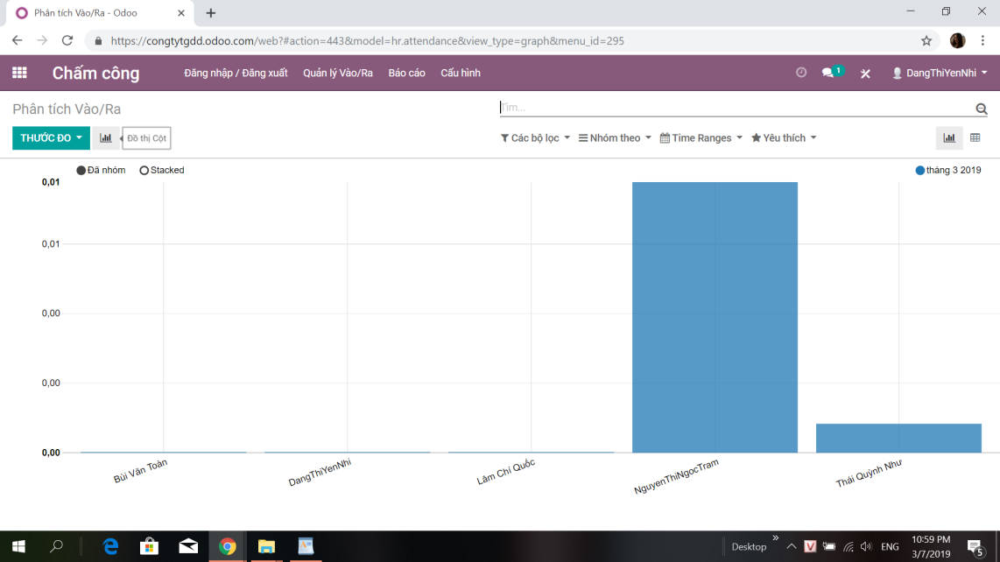 Phân tích Vào/Ra - Odoo
https://congtytgdd.odoo.com/web?#action=443&model=hr.attendance&view_type=graph&menu_id=295
Chấm công Đăng nhập / Đăng xuất Quản lý Vào/Ra Báo cáo Cấu hình 1 DangThiYenNhi
Phân tích Vào/Ra Tìm...
THƯỚC ĐO Đồ thị Cột Các bộ lọc Nhóm theo Time Ranges Yêu thích
Đã nhóm Stacked tháng 3 2019
0,01
0,01
0,00
0,00
0,00
Bùi Văn Toàn DangThiYenNhi Lâm Chí Quốc NguyenThiNgocTram Thái Quỳnh Như
Desktop ENG 10:59 PM
3/7/2019 5